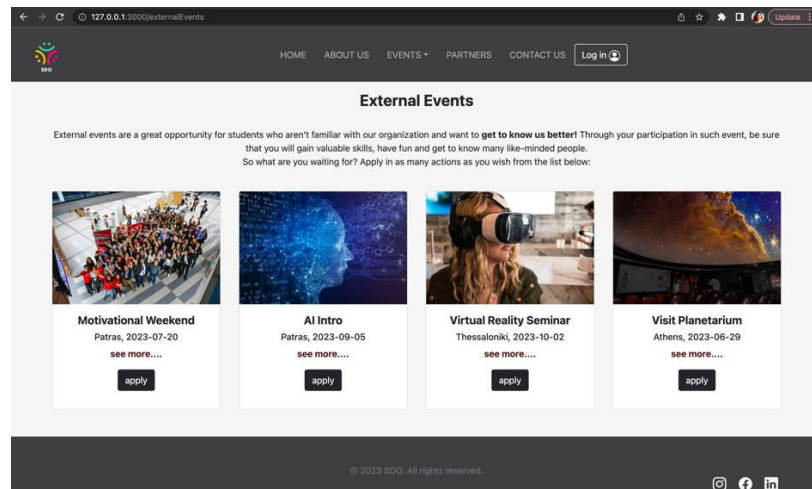 127.0.0.1:3000/externalEvents
Update
SDO
HOME ABOUT US EVENTS PARTNERS CONTACT US Log in
External Events
External events are a great opportunity for students who aren't familiar with our organization and want to get to know us better! Through your participation in such event, be sure
that you will gain valuable skills, have fun and get to know many like-minded people.
So what are you waiting for? Apply in as many actions as you wish from the list below:
Motivational Weekend
Patras, 2023-07-20
see more....
apply
AI Intro
Patras, 2023-09-05
see more....
apply
Virtual Reality Seminar
Thessaloniki, 2023-10-02
see more....
apply
Visit Planetarium
Athens, 2023-06-29
see more....
apply
© 2023 SDO. All rights reserved.